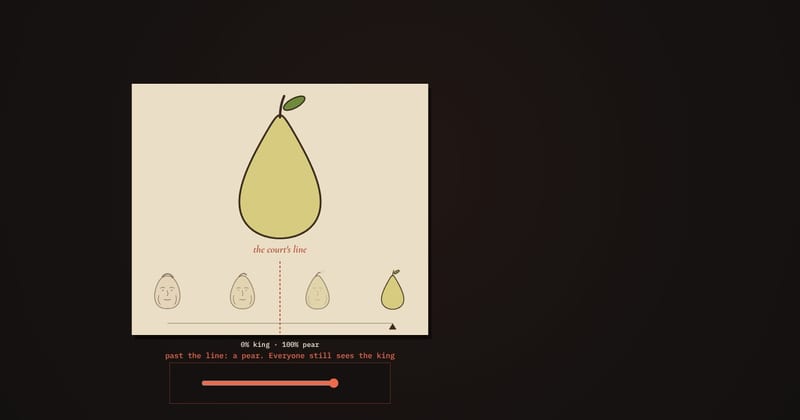 the court's line
0% king · 100% pear
past the line: a pear. Everyone still sees the king